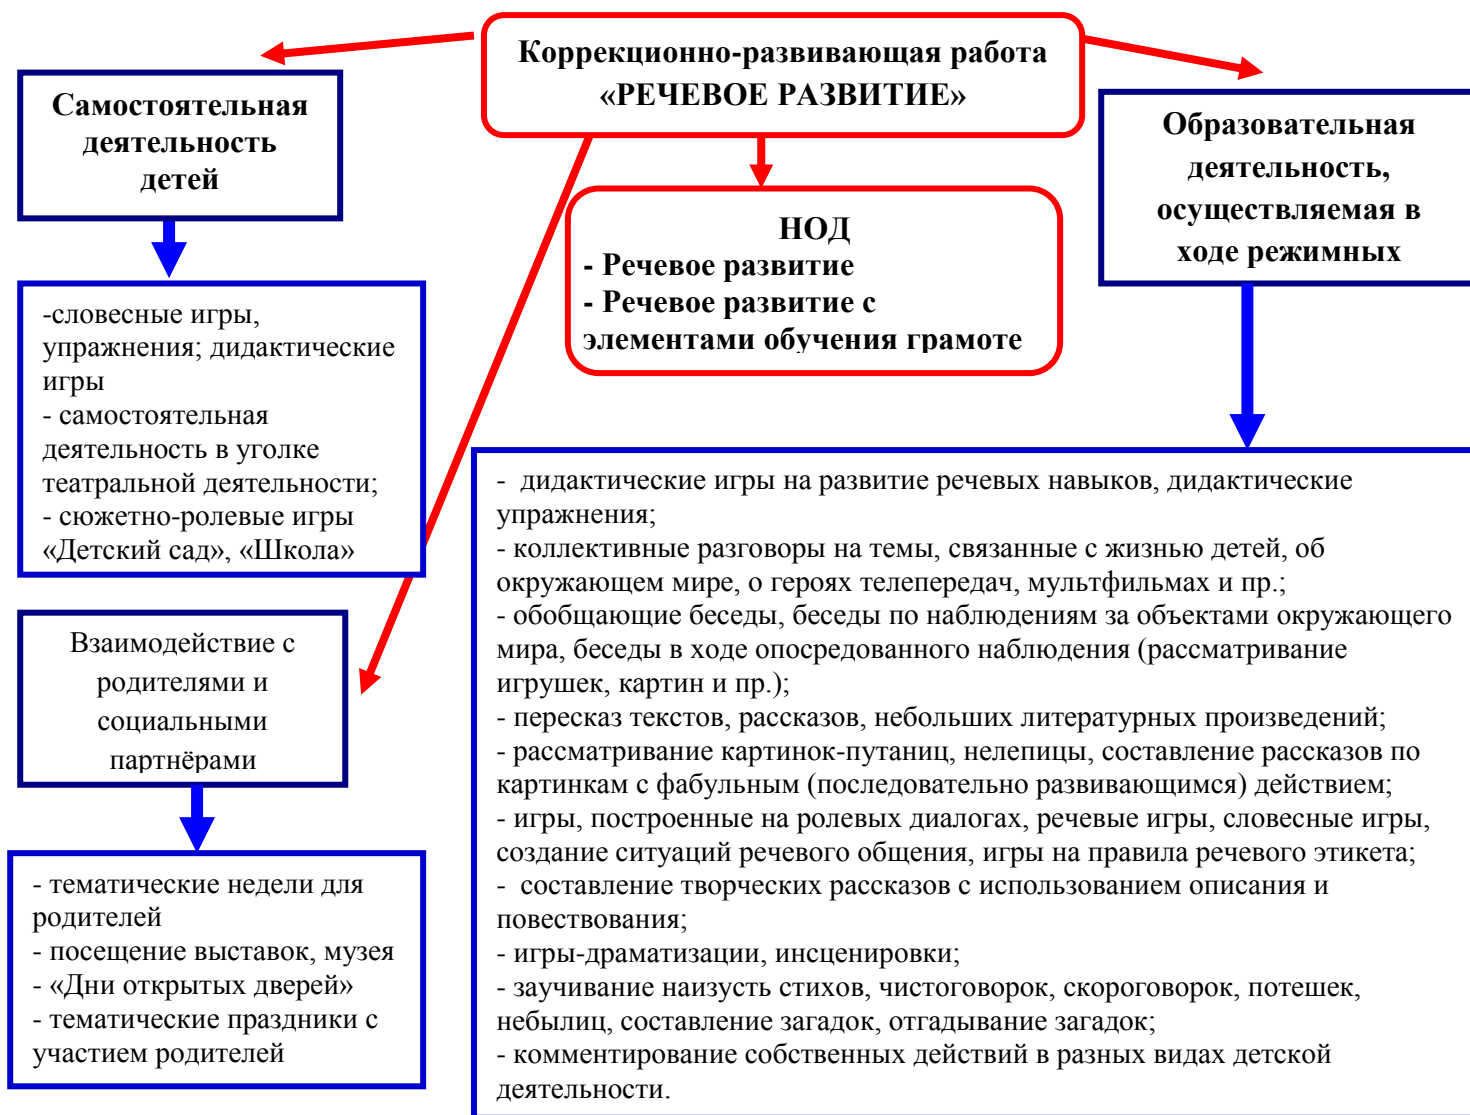 Коррекционно-развивающая работа
«РЕЧЕВОЕ РАЗВИТИЕ»
Самостоятельная
деятельность
детей
Образовательная
деятельность,
осуществляемая в
ходе режимных
НОД
- Речевое развитие
- Речевое развитие с
элементами обучения грамоте
-словесные игры,
упражнения; дидактические
игры
- самостоятельная
деятельность в уголке
театральной деятельности;
- сюжетно-ролевые игры
«Детский сад», «Школа»
Взаимодействие с
родителями и
социальными
партнёрами
- тематические недели для
родителей
- посещение выставок, музея
- «Дни открытых дверей»
- тематические праздники с
участием родителей
- дидактические игры на развитие речевых навыков, дидактические
упражнения;
- коллективные разговоры на темы, связанные с жизнью детей, об
окружающем мире, о героях телепередач, мультфильмах и пр.;
- обобщающие беседы, беседы по наблюдениям за объектами окружающего
мира, беседы в ходе опосредованного наблюдения (рассматривание
игрушек, картин и пр.);
- пересказ текстов, рассказов, небольших литературных произведений;
- рассматривание картинок-путаниц, нелепицы, составление рассказов по
картинкам с фабульным (последовательно развивающимся) действием;
- игры, построенные на ролевых диалогах, речевые игры, словесные игры,
создание ситуаций речевого общения, игры на правила речевого этикета;
- составление творческих рассказов с использованием описания и
повествования;
- игры-драматизации, инсценировки;
- заучивание наизусть стихов, чистоговорок, скороговорок, потешек,
небылиц, составление загадок, отгадывание загадок;
- комментирование собственных действий в разных видах детской
деятельности.